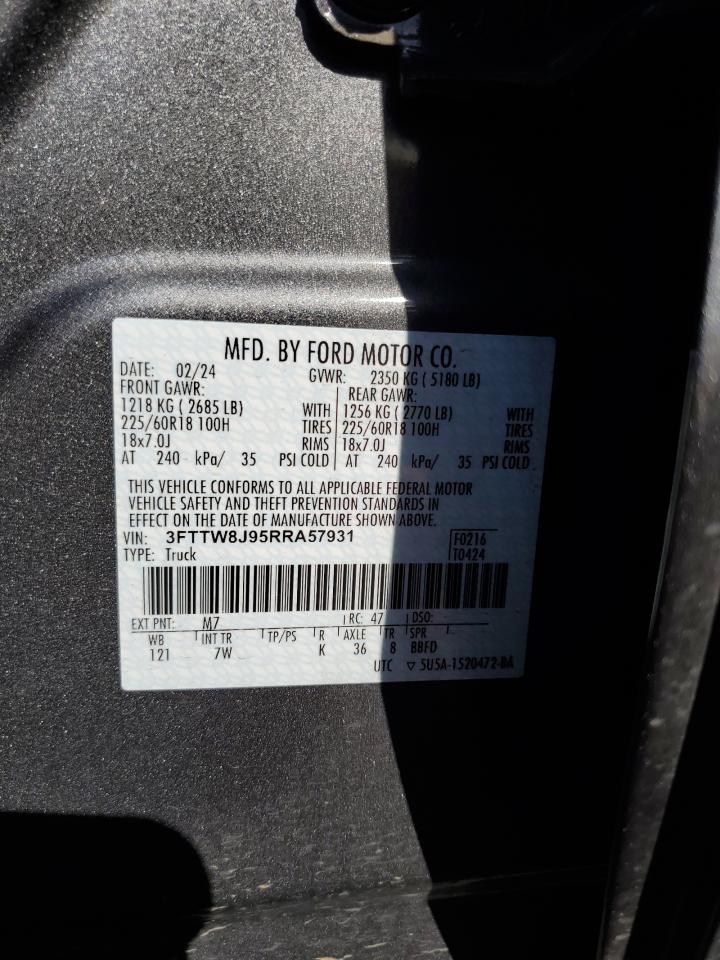 MFD. BY FORD MOTOR CO.
DATE: 02/24 GVWR: 2350 KG ( 5180 LB)
FRONT GAWR: REAR GAWR:
1218 KG ( 2685 LB) WITH 1256 KG ( 2770 LB) WITH
225/60R18 100H TIRES 225/60R18 100H TIRES
18x7.0J RIMS 18x7.0J RIMS
AT 240 kPa/ 35 PSI COLD AT 240 kPa/ 35 PSI COLD
THIS VEHICLE CONFORMS TO ALL APPLICABLE FEDERAL MOTOR
VEHICLE SAFETY AND THEFT PREVENTION STANDARDS IN
EFFECT ON THE DATE OF MANUFACTURE SHOWN ABOVE.
VIN: 3FTTW8J95RRA57931 F0216
TYPE: Truck T0424
EXT PNT: M7 RC: 47 DSO:
WB INT TR TP/PS R AXLE TR SPR
121 7W K 36 8 BBFD
UTC ▽ 5U5A-1520472-BA